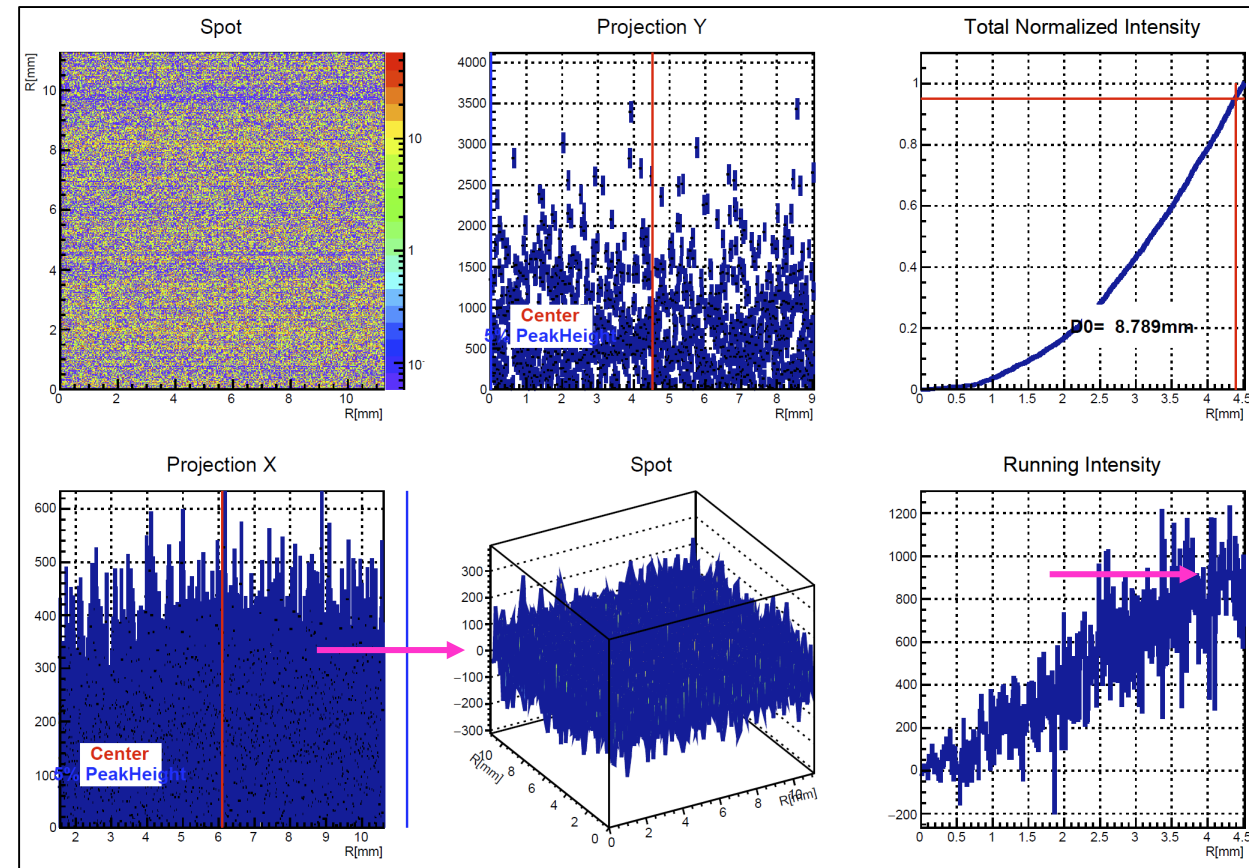 Spot
R[mm]
10
8
6
4
2
0
0 2 4 6 8 10
R[mm]
10
1
10⁻
Projection Y
4000
3500
3000
2500
2000
1500
1000
500
0
Center
5% PeakHeight
0 1 2 3 4 5 6 7 8 9
R[mm]
Total Normalized Intensity
1
0.8
0.6
0.4
0.2
0
D0= 8.789mm
0 0.5 1 1.5 2 2.5 3 3.5 4 4.5
R[mm]
Projection X
600
500
400
300
200
100
0
Center
5% PeakHeight
2 3 4 5 6 7 8 9 10
R[mm]
Spot
300
200
100
0
−100
−200
−300
10
8
6
4
2
0
R[mm]
0 2 4 6 8 10
R[mm]
Running Intensity
1200
1000
800
600
400
200
0
−200
0 0.5 1 1.5 2 2.5 3 3.5 4 4.5
R[mm]